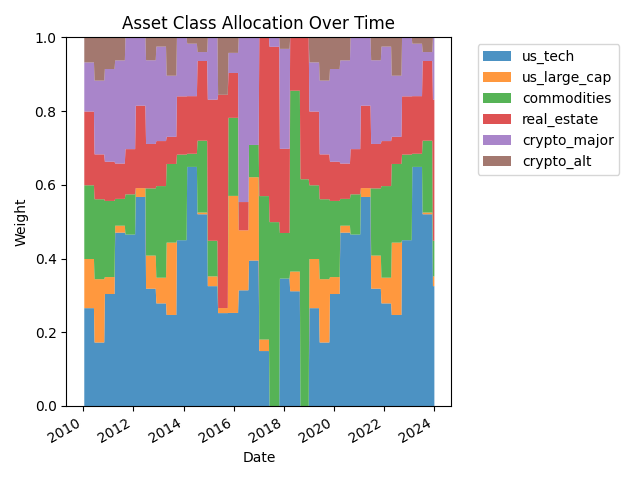 Asset Class Allocation Over Time
1.0
0.8
0.6
0.4
0.2
0.0
Weight
2010
2012
2014
2016
2018
2020
2022
2024
Date
us_tech
us_large_cap
commodities
real_estate
crypto_major
crypto_alt